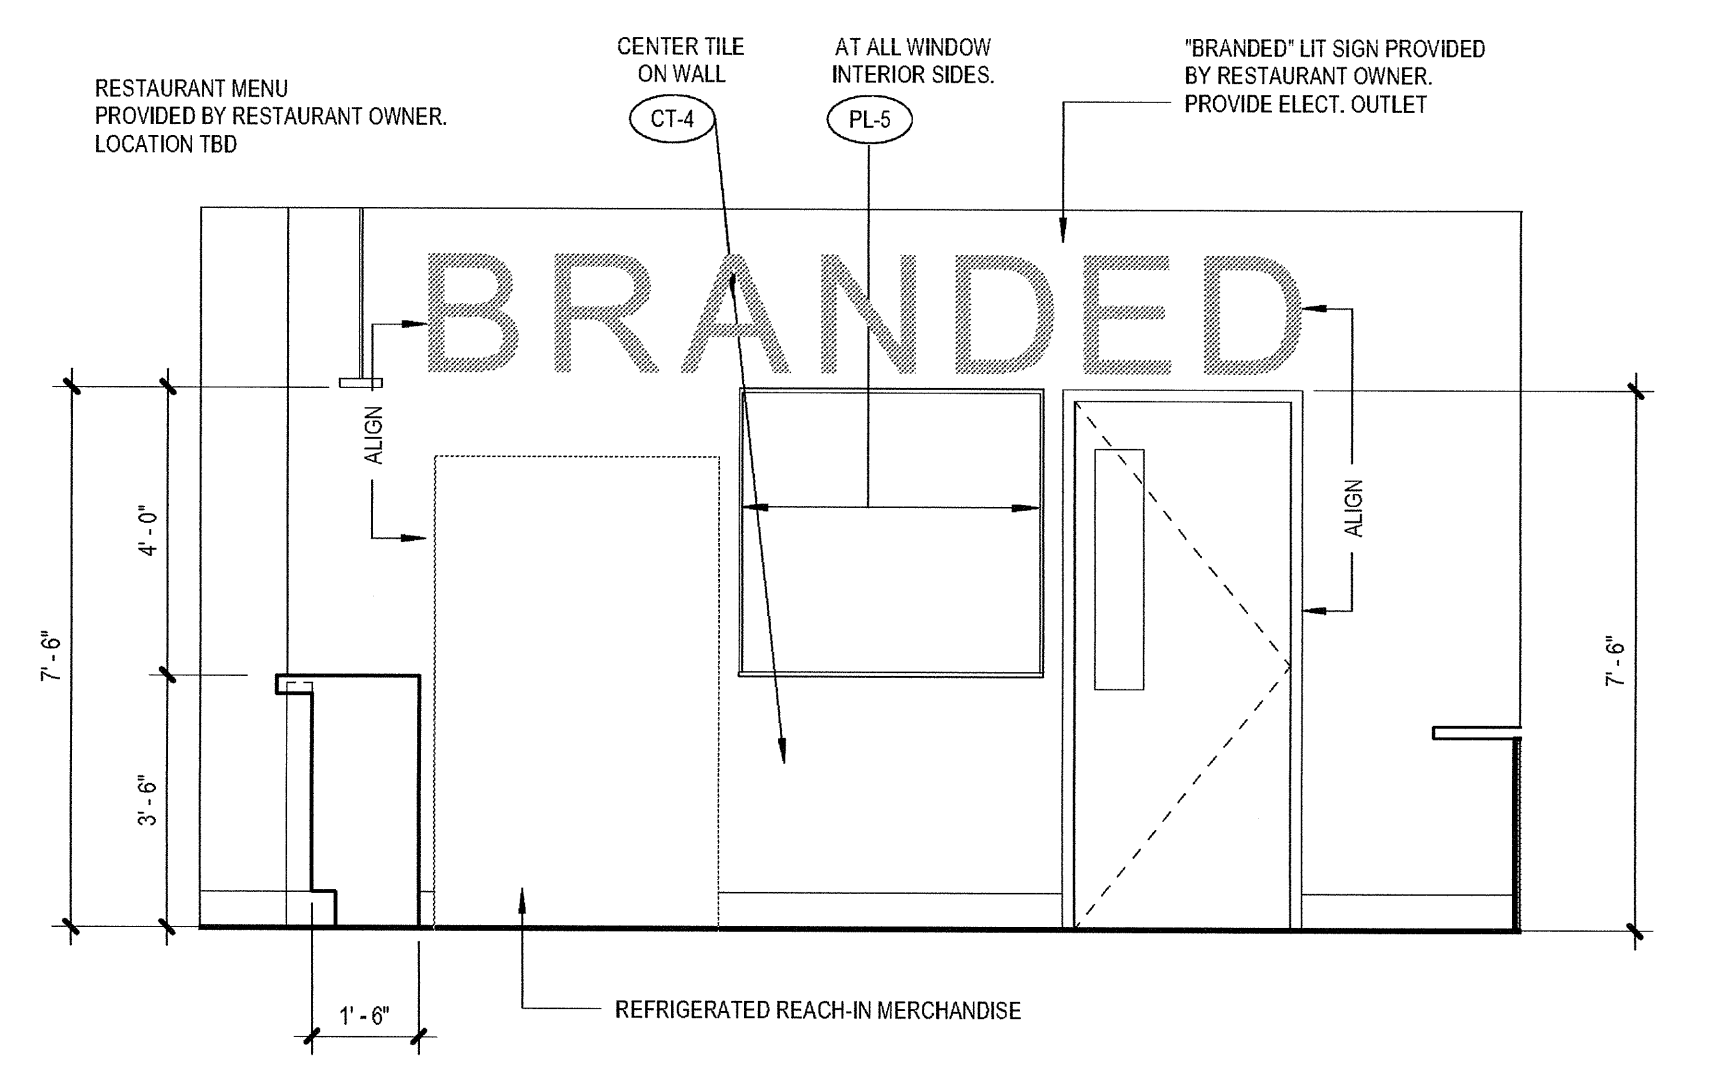 RESTAURANT MENU
PROVIDED BY RESTAURANT OWNER.
LOCATION TBD
CENTER TILE
ON WALL
CT-4
AT ALL WINDOW
INTERIOR SIDES.
PL-5
"BRANDED" LIT SIGN PROVIDED
BY RESTAURANT OWNER.
PROVIDE ELECT. OUTLET
BRANDED
ALIGN
ALIGN
4' - 0"
7' - 6"
3' - 6"
7' - 6"
1' - 6"
REFRIGERATED REACH-IN MERCHANDISE